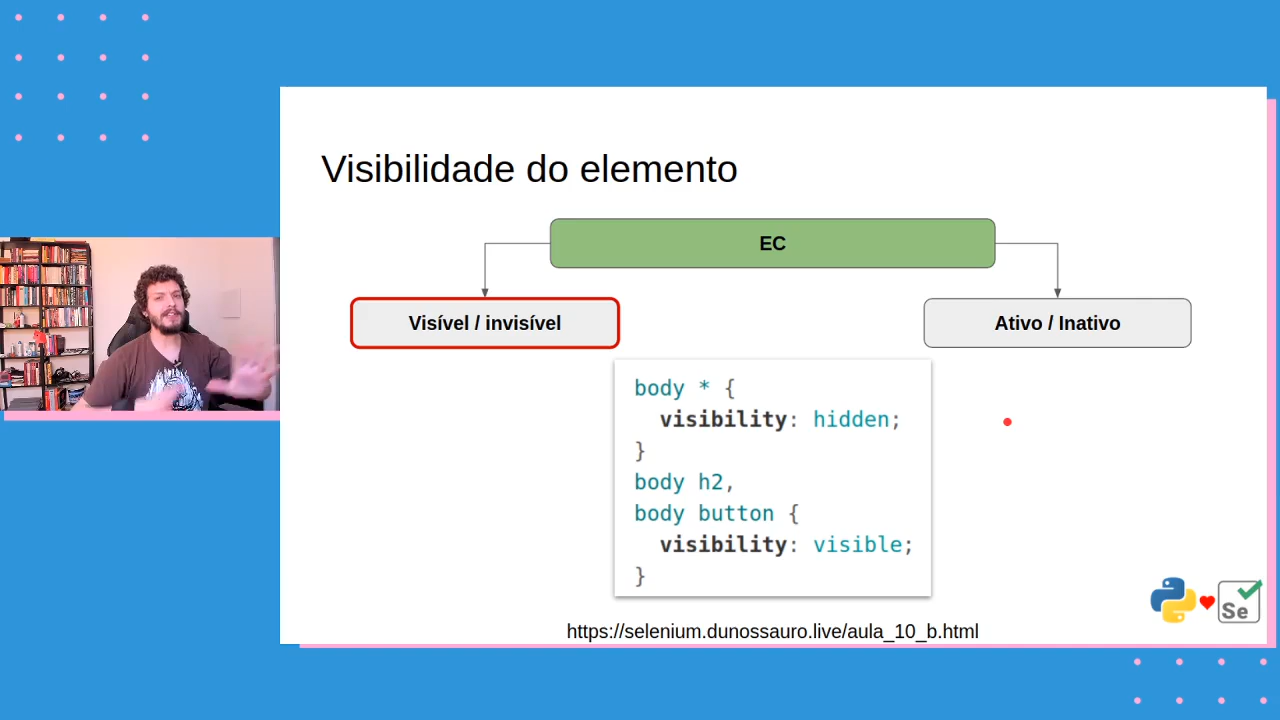 Visibilidade do elemento
EC
Visível / invisível
Ativo / Inativo
body * {
visibility: hidden;
}
body h2,
body button {
visibility: visible;
}
Se
https://selenium.dunossauro.live/aula_10_b.html